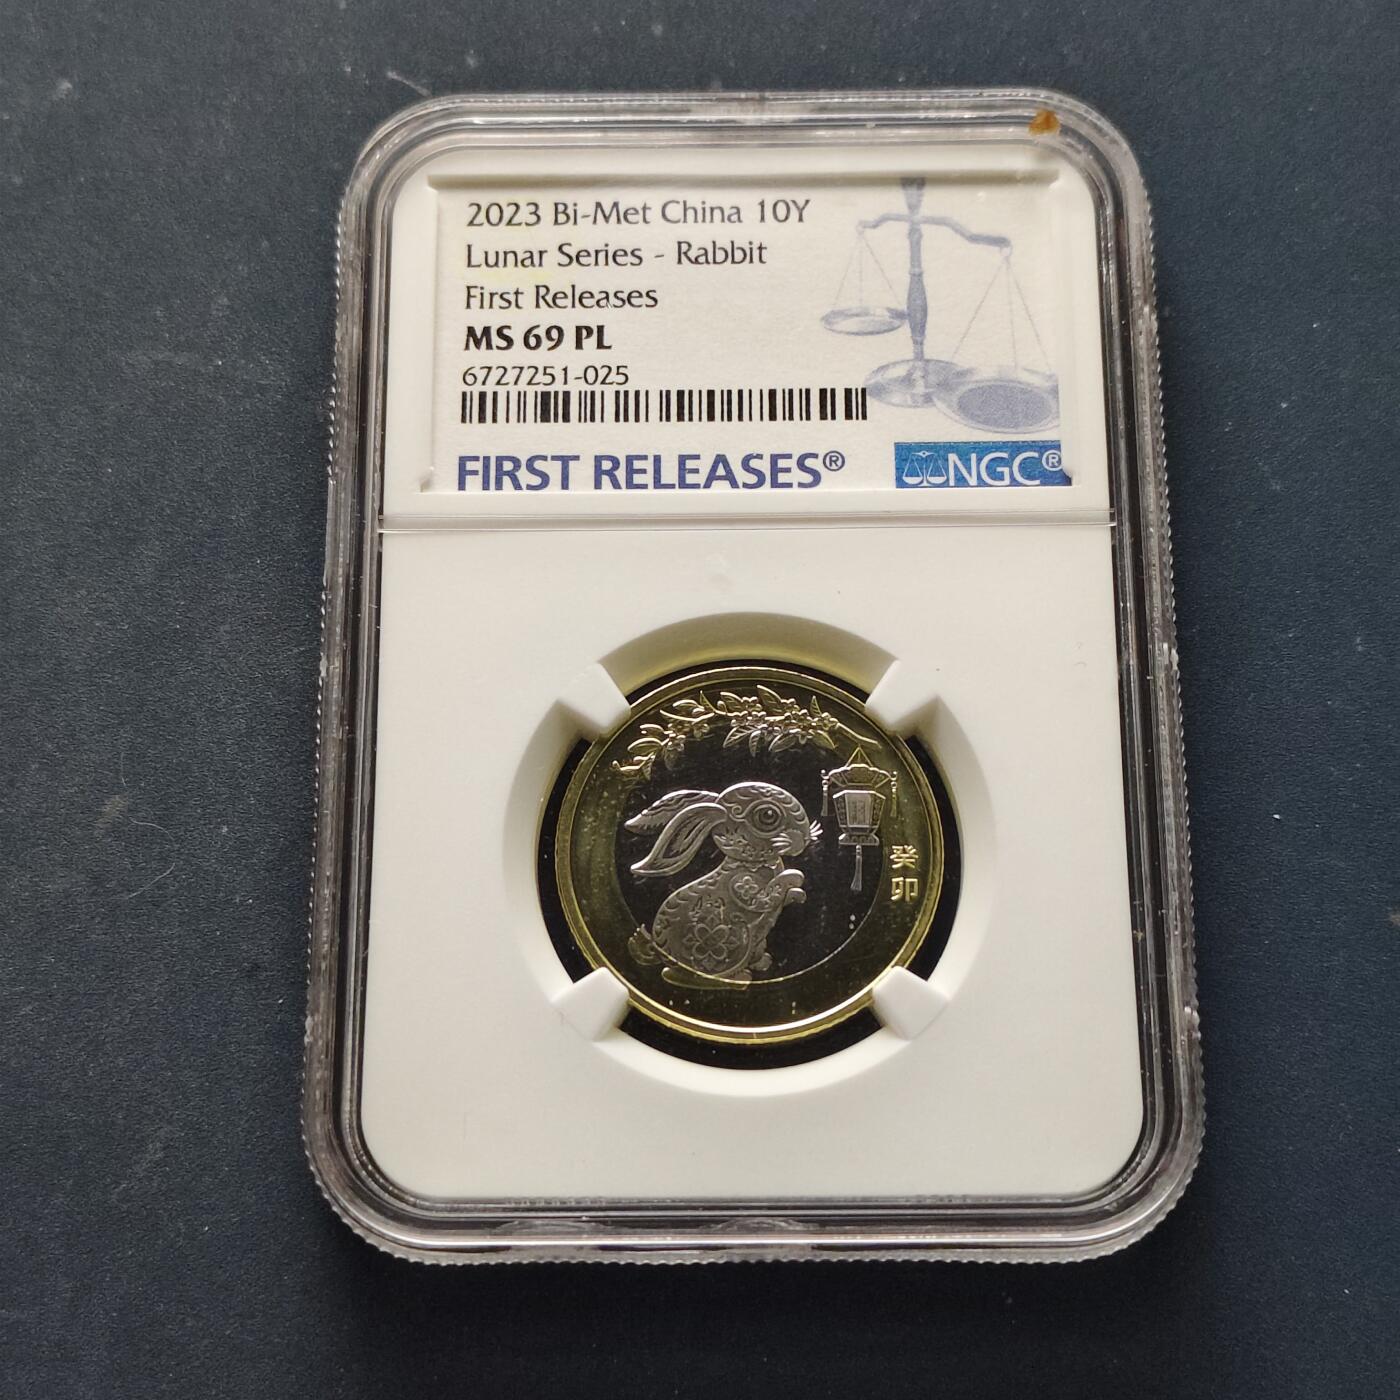 2023 Bi-Met China 10Y
Lunar Series - Rabbit
First Releases
MS 69 PL
6727251-025
FIRST RELEASES®
NGC®
癸
卯